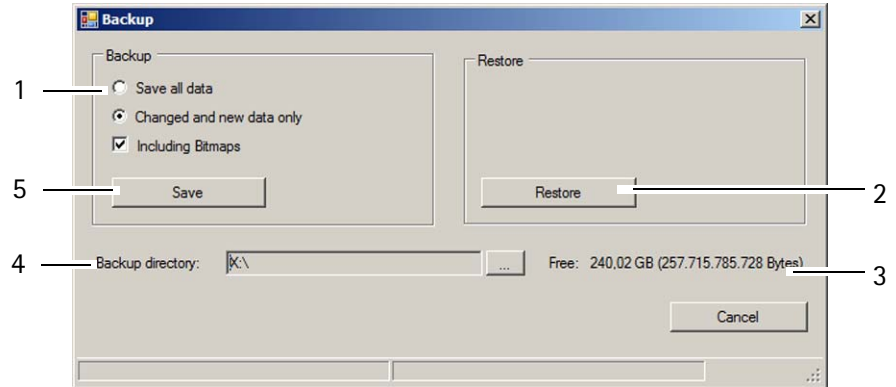 Backup
Backup
Restore
1
Save all data
Changed and new data only
Including Bitmaps
5
Save
Restore
2
4
Backup directory:
X:\
...
Free: 240,02 GB (257.715.785.728 Bytes)
3
Cancel